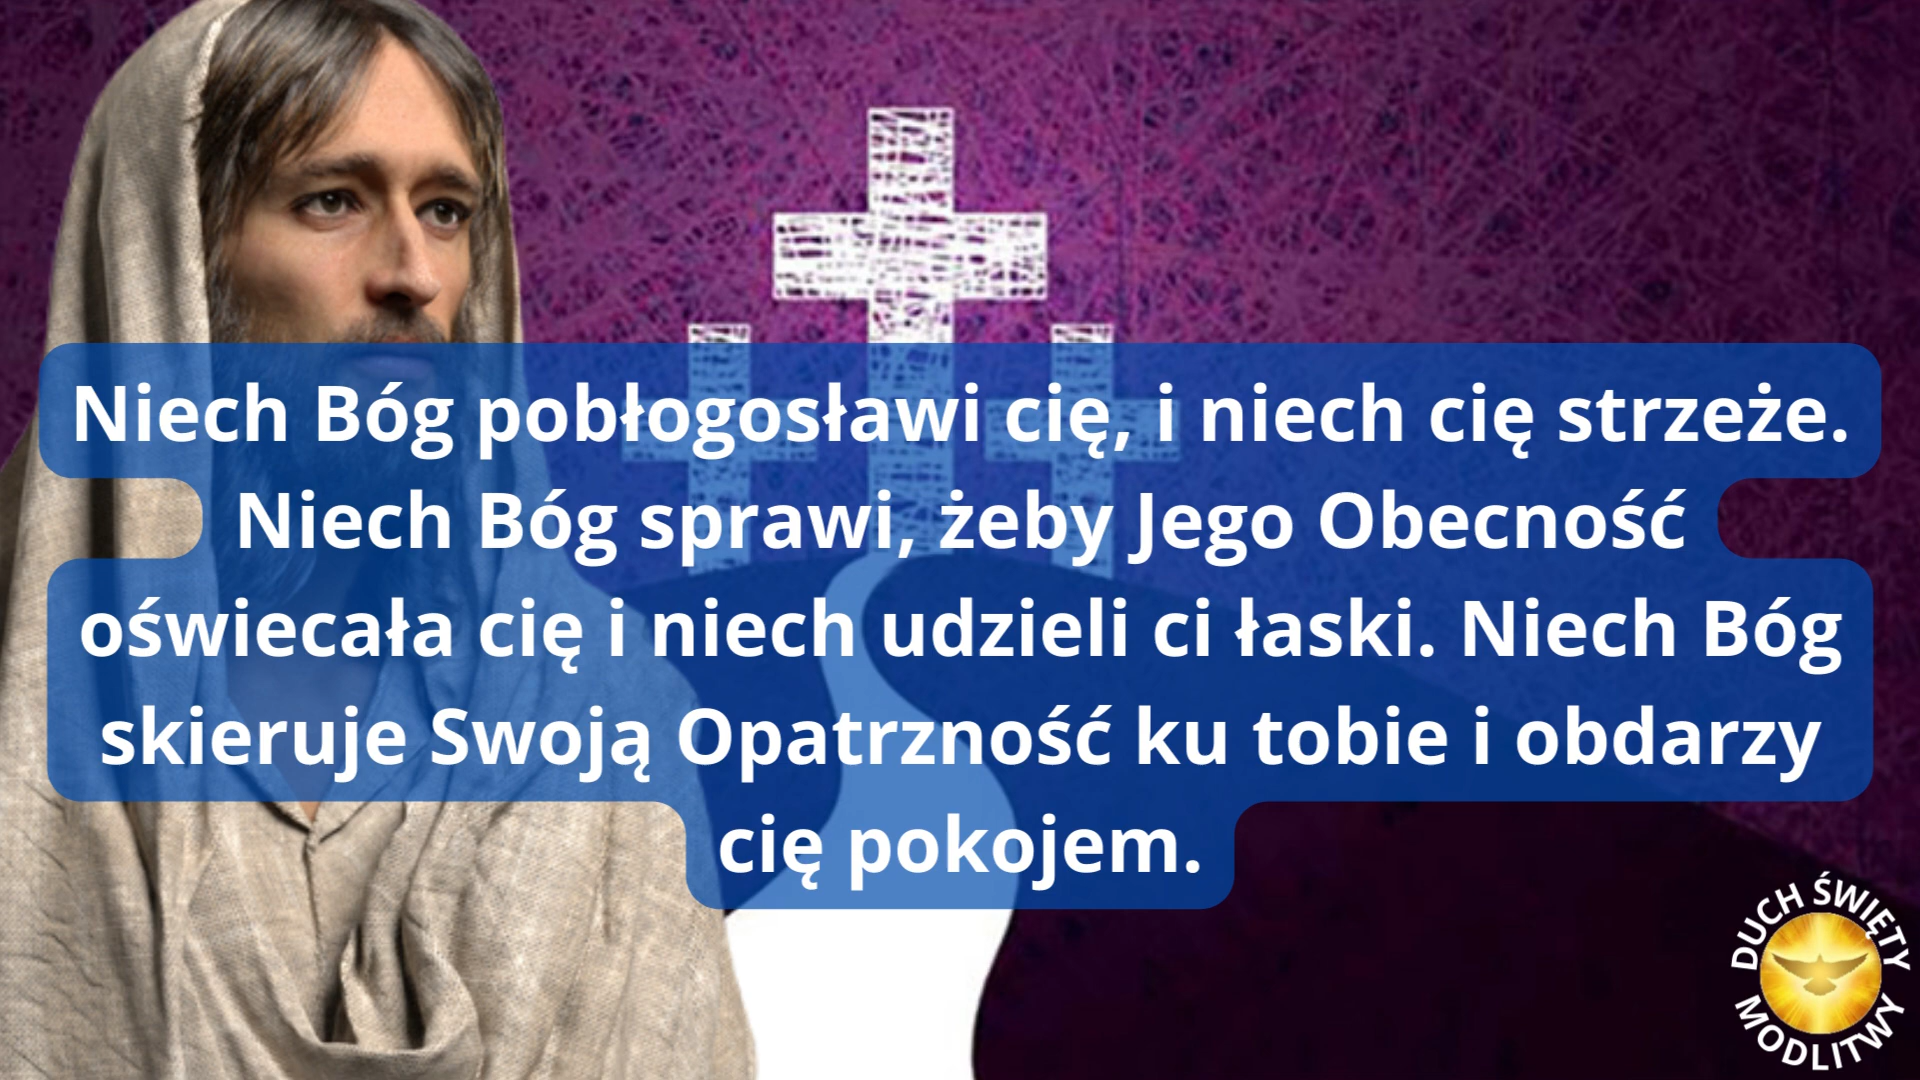 Niech Bóg pobłogosławi cię, i niech cię strzeże.
Niech Bóg sprawi, żeby Jego Obecność
oświecała cię i niech udzieli ci łaski. Niech Bóg
skieruje Swoją Opatrzność ku tobie i obdarzy
cię pokojem.
DUCH ŚWIĘTY
MODLITWY